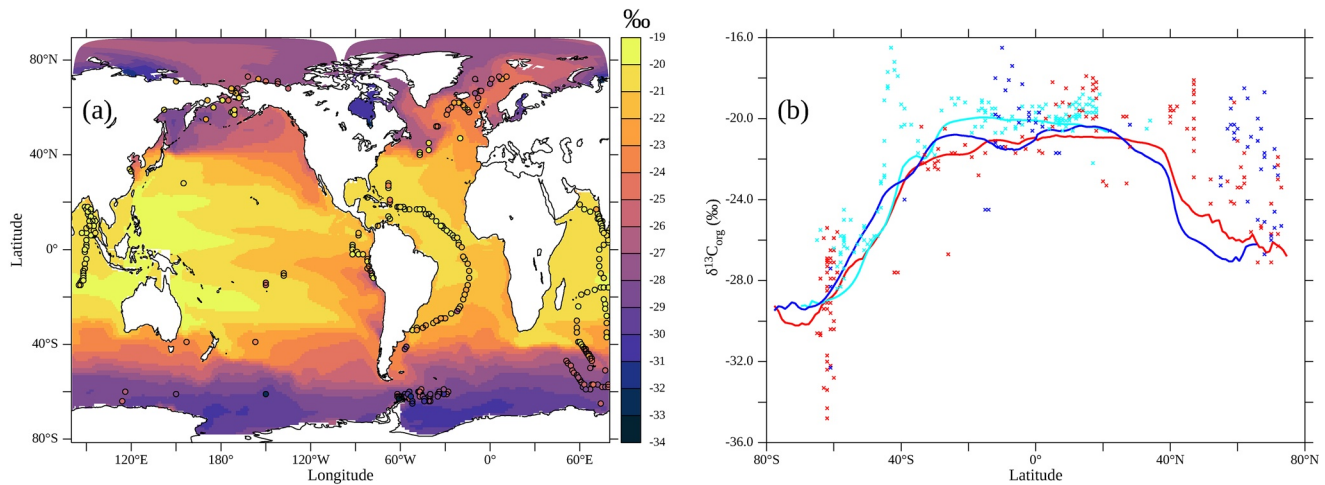 ‰
(a)
80°N
40°N
0°
40°S
80°S
Latitude
120°E
180°
120°W
60°W
0°
60°E
Longitude
-19
-20
-21
-22
-23
-24
-25
-26
-27
-28
-29
-30
-31
-32
-33
-34
(b)
-16.0
-20.0
-24.0
-28.0
-32.0
-36.0
δ¹³C_org (‰)
80°S
40°S
0°
40°N
80°N
Latitude